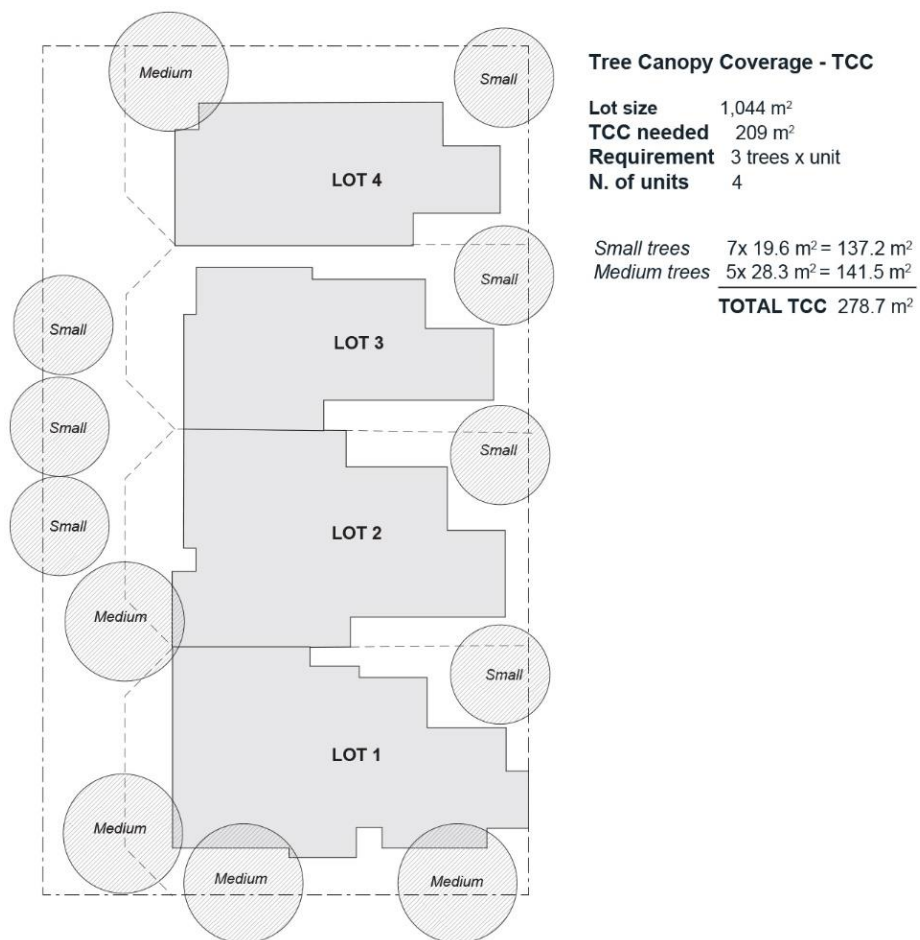 Medium
Small
LOT 4
Small
LOT 3
Small
Small
Small
Small
LOT 2
Medium
Small
LOT 1
Medium
Medium
Medium
Tree Canopy Coverage - TCC
Lot size 1,044 m²
TCC needed 209 m²
Requirement 3 trees x unit
N. of units 4
Small trees 7x 19.6 m² = 137.2 m²
Medium trees 5x 28.3 m² = 141.5 m²
TOTAL TCC 278.7 m²